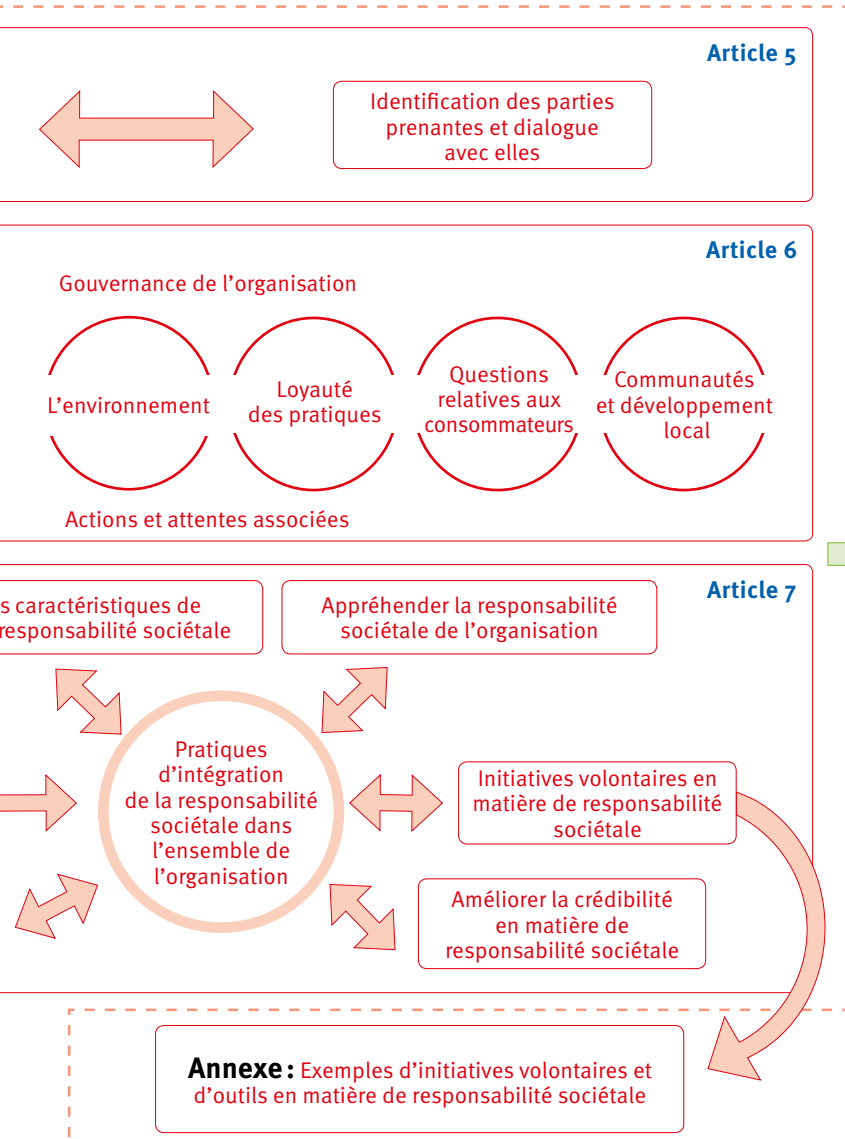 Article 5
Identification des parties
prenantes et dialogue
avec elles
Article 6
Gouvernance de l’organisation
L’environnement
Loyauté
des pratiques
Questions
relatives aux
consommateurs
Communautés
et développement
local
Actions et attentes associées
Article 7
s caractéristiques de
responsabilité sociétale
Appréhender la responsabilité
sociétale de l’organisation
Pratiques
d’intégration
de la responsabilité
sociétale dans
l’ensemble de
l’organisation
Initiatives volontaires en
matière de responsabilité
sociétale
Améliorer la crédibilité
en matière de
responsabilité sociétale
Annexe : Exemples d’initiatives volontaires et
d’outils en matière de responsabilité sociétale